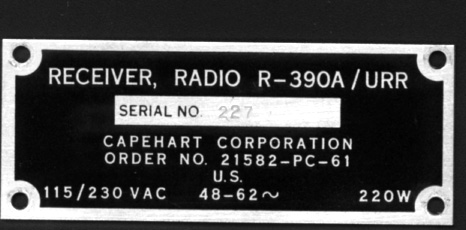 RECEIVER, RADIO R-390A/URR
SERIAL NO. 227
CAPEHART CORPORATION
ORDER NO. 21582-PC-61
U.S.
115/230 VAC 48-62~ 220W